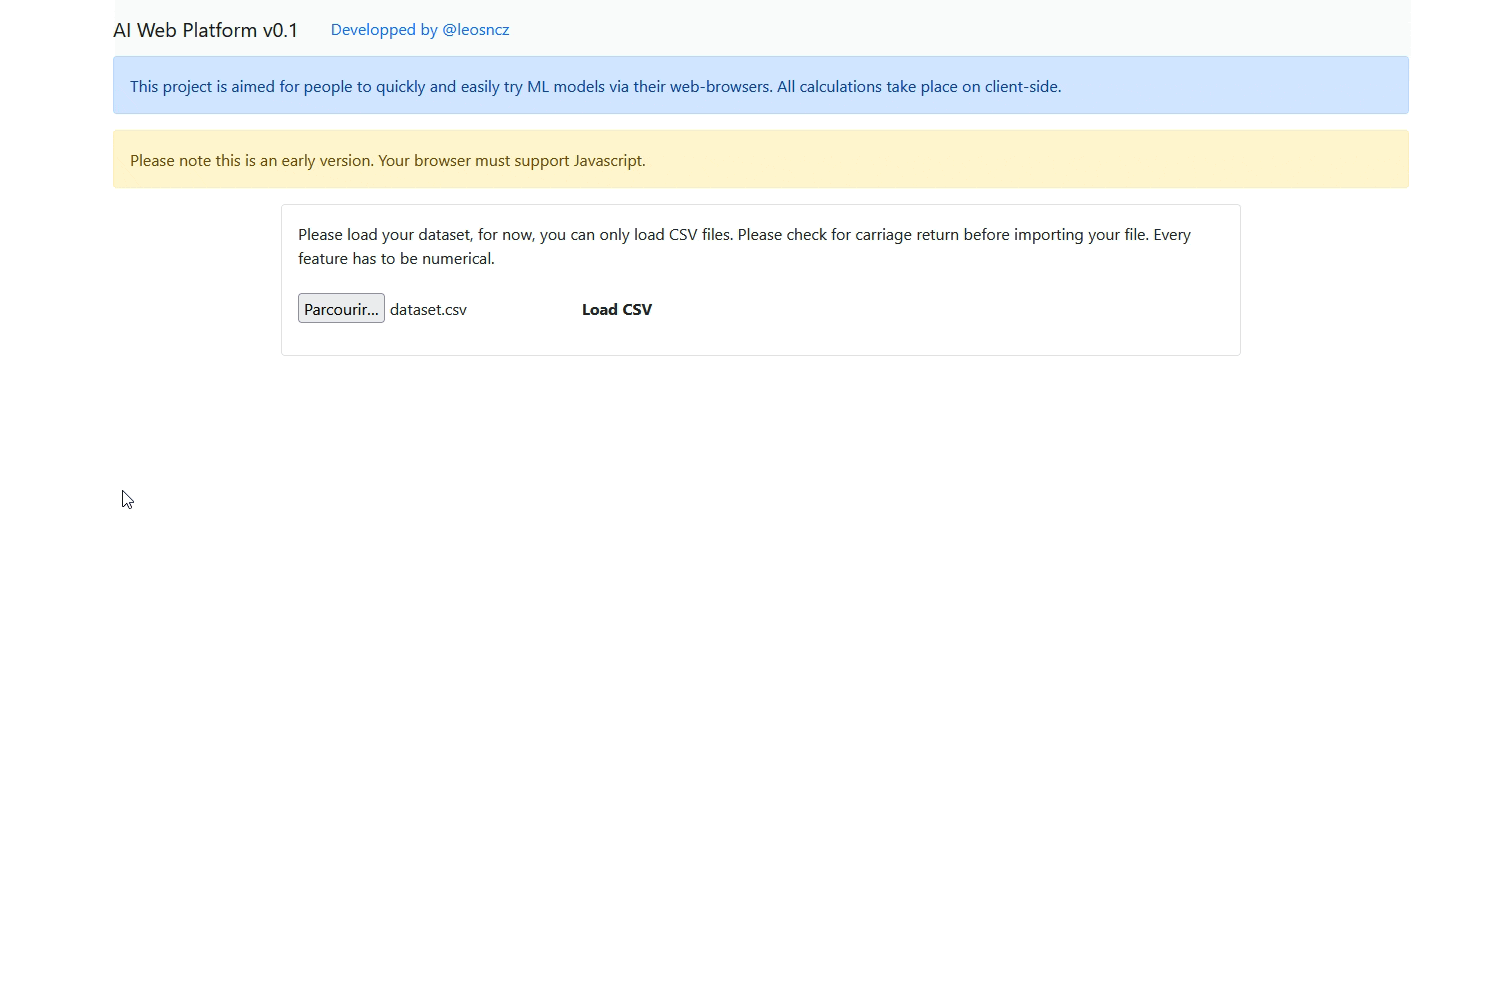 AI Web Platform v0.1 Developped by @leosncz
This project is aimed for people to quickly and easily try ML models via their web-browsers. All calculations take place on client-side.
Please note this is an early version. Your browser must support Javascript.
Please load your dataset, for now, you can only load CSV files. Please check for carriage return before importing your file. Every
feature has to be numerical.
Parcourir... dataset.csv Load CSV